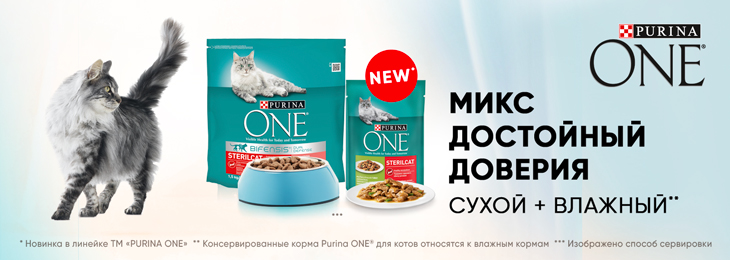 PURINA
ONE®
NEW*
PURINA
ONE
BIFENSIS
STERILCAT
PURINA
ONE
STERILCAT
МИКС
ДОСТОЙНЫЙ
ДОВЕРИЯ
СУХОЙ + ВЛАЖНЫЙ**
***
* Новинка в линейке ТМ «PURINA ONE» ** Консервированные корма Purina ONE® для котов относятся к влажным кормам *** Изображено способ сервировки